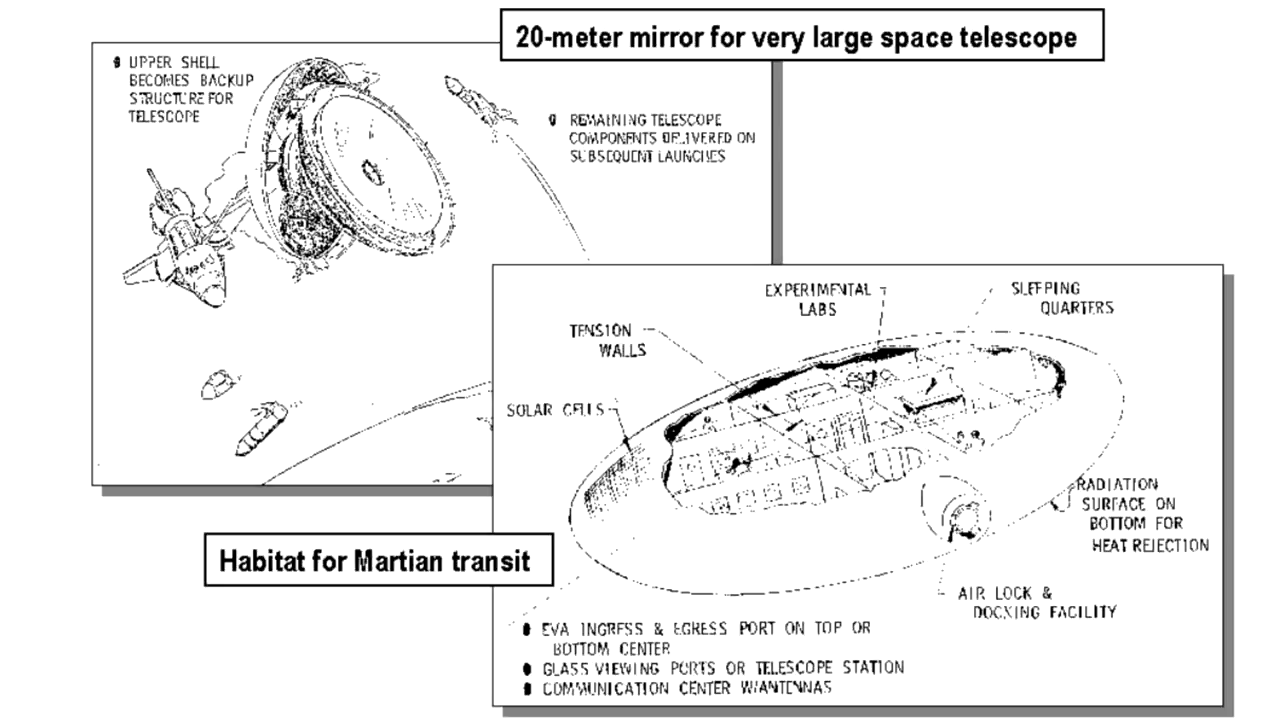 20-meter mirror for very large space telescope
UPPER SHELL
BECOMES BACKUP
STRUCTURE FOR
TELESCOPE
REMAINING TELESCOPE
COMPONENTS DELIVERED ON
SUBSEQUENT LAUNCHES
EXPERIMENTAL
LABS
SLEEPING
QUARTERS
TENSION
WALLS
SOLAR CELLS
RADIATION
SURFACE ON
BOTTOM FOR
HEAT REJECTION
Habitat for Martian transit
AIR LOCK &
DOCKING FACILITY
EVA INGRESS & EGRESS PORT ON TOP OR
BOTTOM CENTER
GLASS VIEWING PORTS OR TELESCOPE STATION
COMMUNICATION CENTER W/ANTENNAS